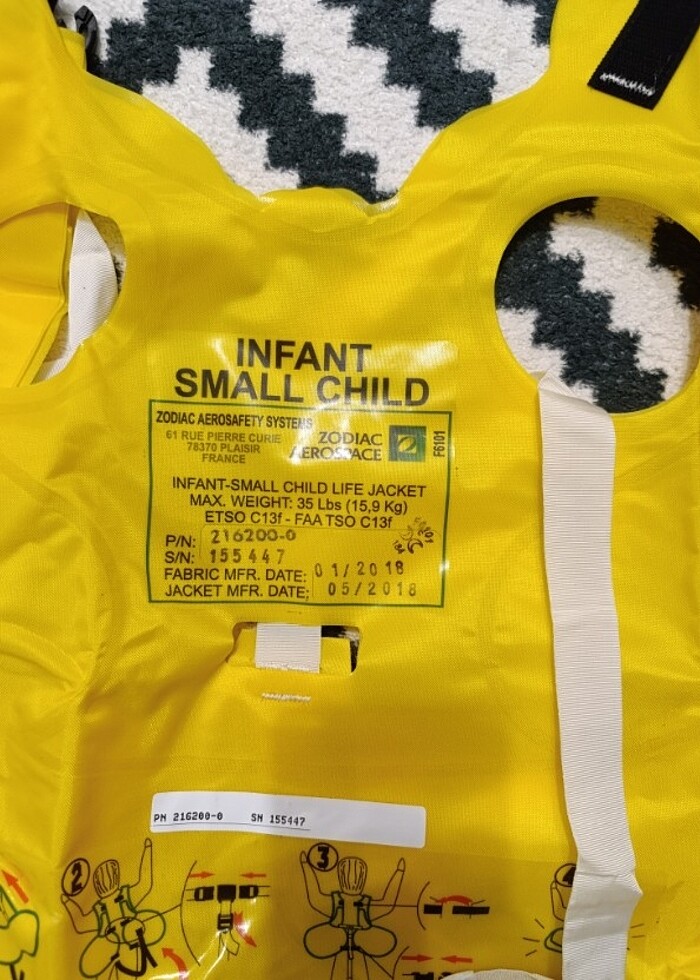 INFANT
SMALL CHILD
ZODIAC AEROSAFETY SYSTEMS
61 RUE PIERRE CURIE
78370 PLAISIR
FRANCE
ZODIAC
AEROSPACE
F6101
INFANT-SMALL CHILD LIFE JACKET
MAX. WEIGHT: 35 Lbs (15,9 Kg)
ETSO C13f - FAA TSO C13f
P/N: 216200-0
S/N: 155447
FABRIC MFR. DATE: 01/2018
JACKET MFR. DATE: 05/2018
PN 216200-0 SN 155447
2
3
4